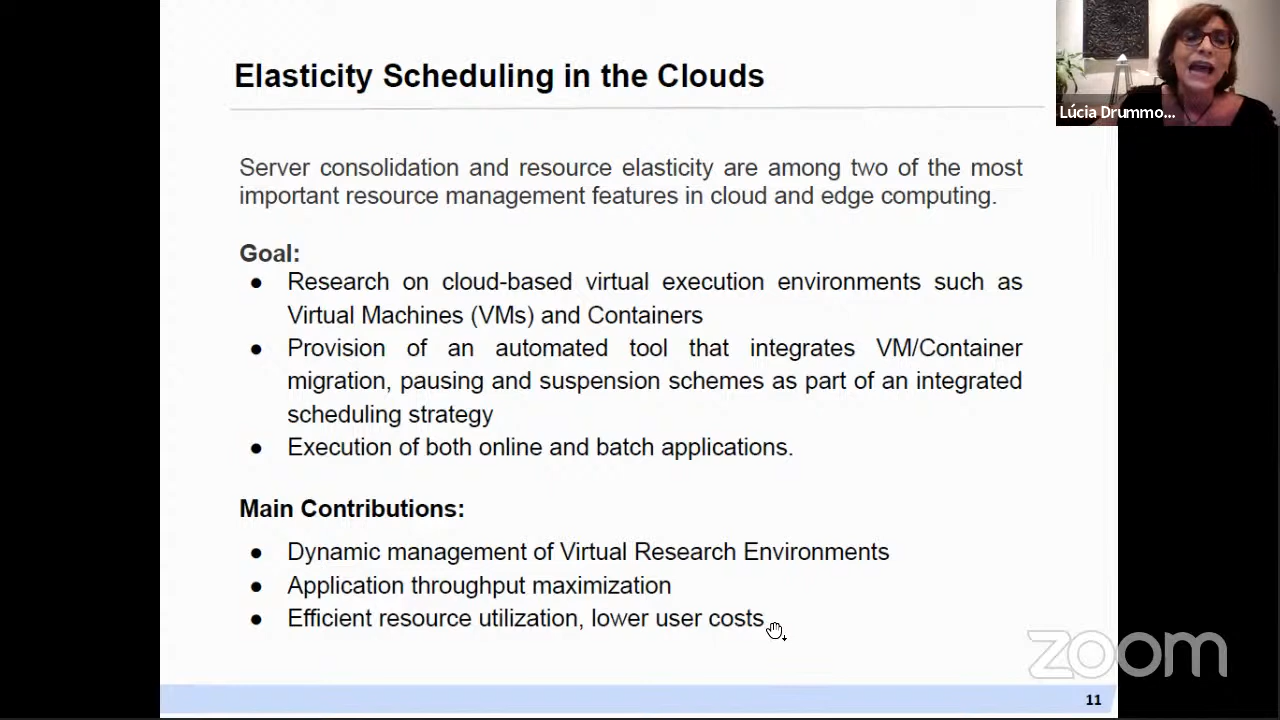 Elasticity Scheduling in the Clouds
Lúcia Drummo...
Server consolidation and resource elasticity are among two of the most
important resource management features in cloud and edge computing.
Goal:
● Research on cloud-based virtual execution environments such as
Virtual Machines (VMs) and Containers
● Provision of an automated tool that integrates VM/Container
migration, pausing and suspension schemes as part of an integrated
scheduling strategy
● Execution of both online and batch applications.
Main Contributions:
● Dynamic management of Virtual Research Environments
● Application throughput maximization
● Efficient resource utilization, lower user costs
zoom
11